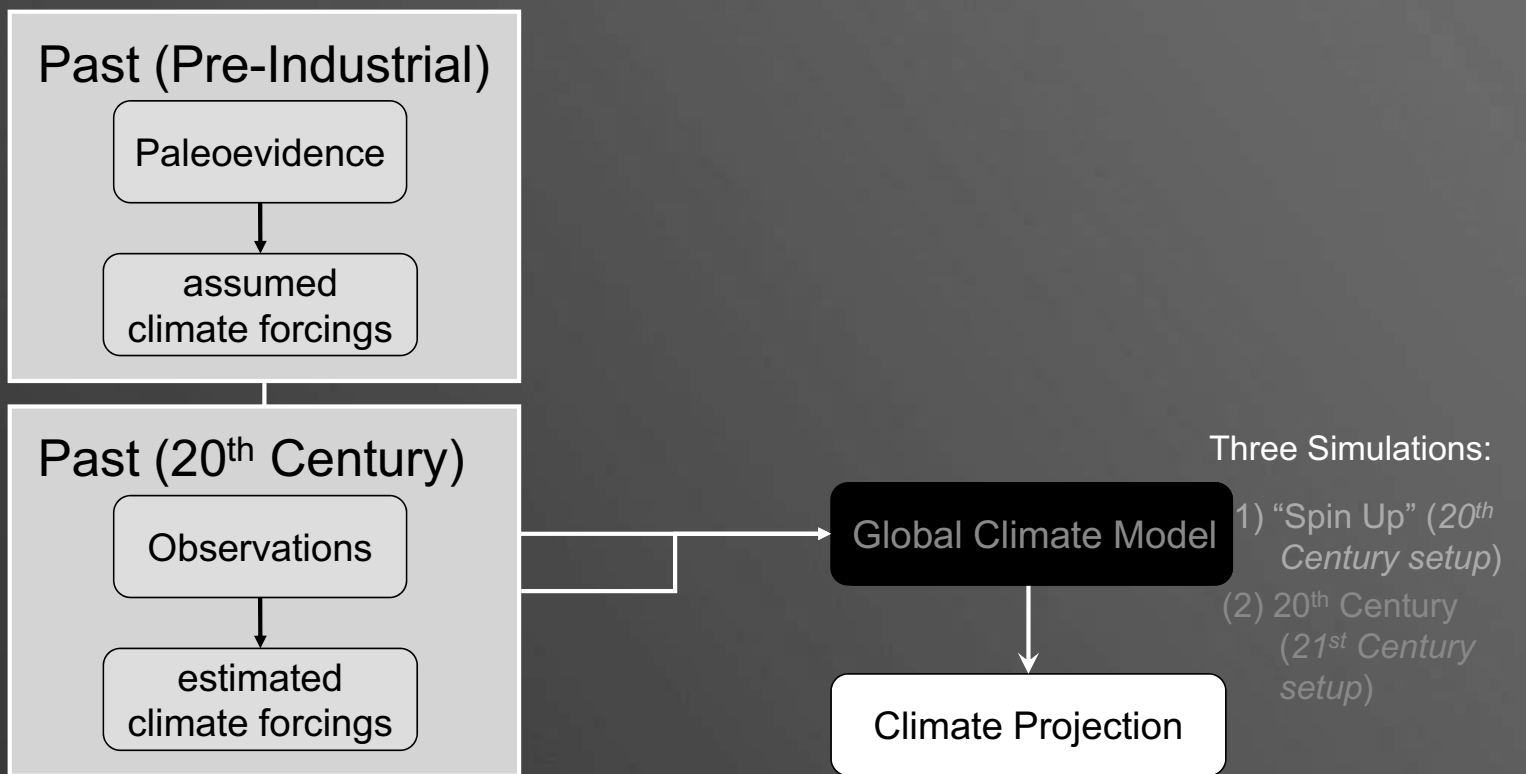 Past (Pre-Industrial)
Paleoevidence
assumed
climate forcings
Past (20th Century)
Observations
estimated
climate forcings
Global Climate Model
Climate Projection
Three Simulations:
1) “Spin Up” (20th
Century setup)
(2) 20th Century
(21st Century
setup)